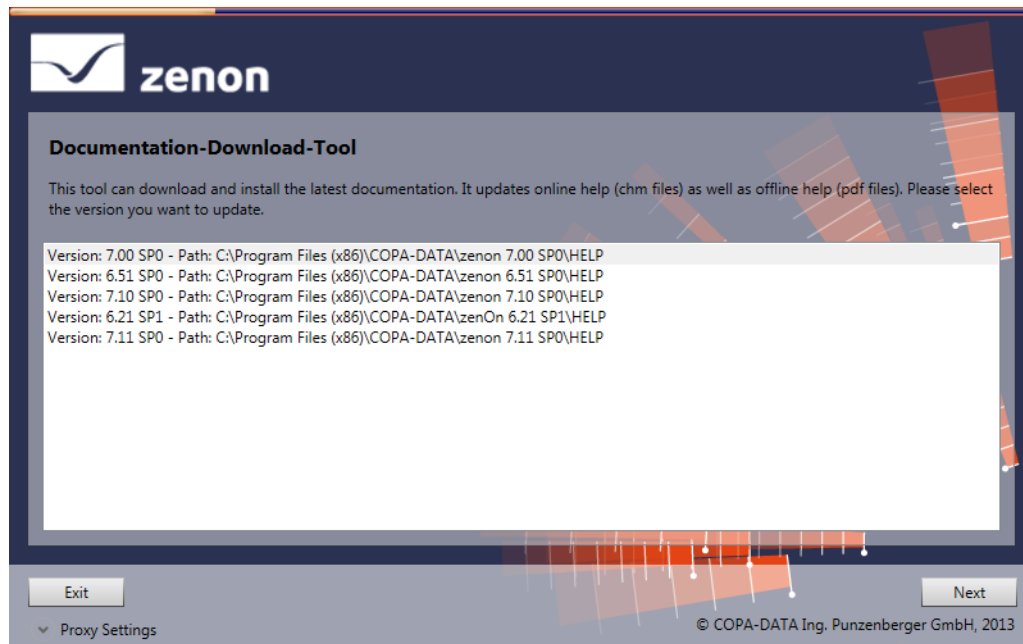 zenon
Documentation-Download-Tool
This tool can download and install the latest documentation. It updates online help (chm files) as well as offline help (pdf files). Please select
the version you want to update.
Version: 7.00 SP0 - Path: C:\Program Files (x86)\COPA-DATA\zenon 7.00 SP0\HELP
Version: 6.51 SP0 - Path: C:\Program Files (x86)\COPA-DATA\zenon 6.51 SP0\HELP
Version: 7.10 SP0 - Path: C:\Program Files (x86)\COPA-DATA\zenon 7.10 SP0\HELP
Version: 6.21 SP1 - Path: C:\Program Files (x86)\COPA-DATA\zenOn 6.21 SP1\HELP
Version: 7.11 SP0 - Path: C:\Program Files (x86)\COPA-DATA\zenon 7.11 SP0\HELP
Exit
Next
Proxy Settings
© COPA-DATA Ing. Punzenberger GmbH, 2013